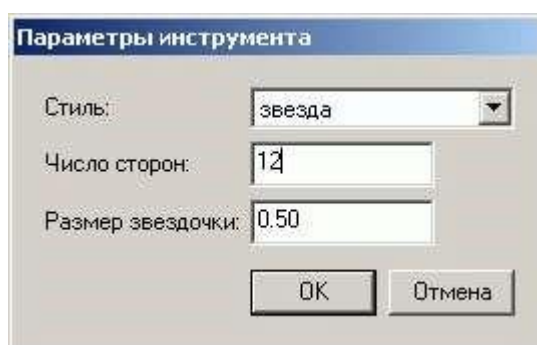 Параметры инструмента
Стиль: звезда
Число сторон: 12
Размер звездочки: 0.50
OK Отмена